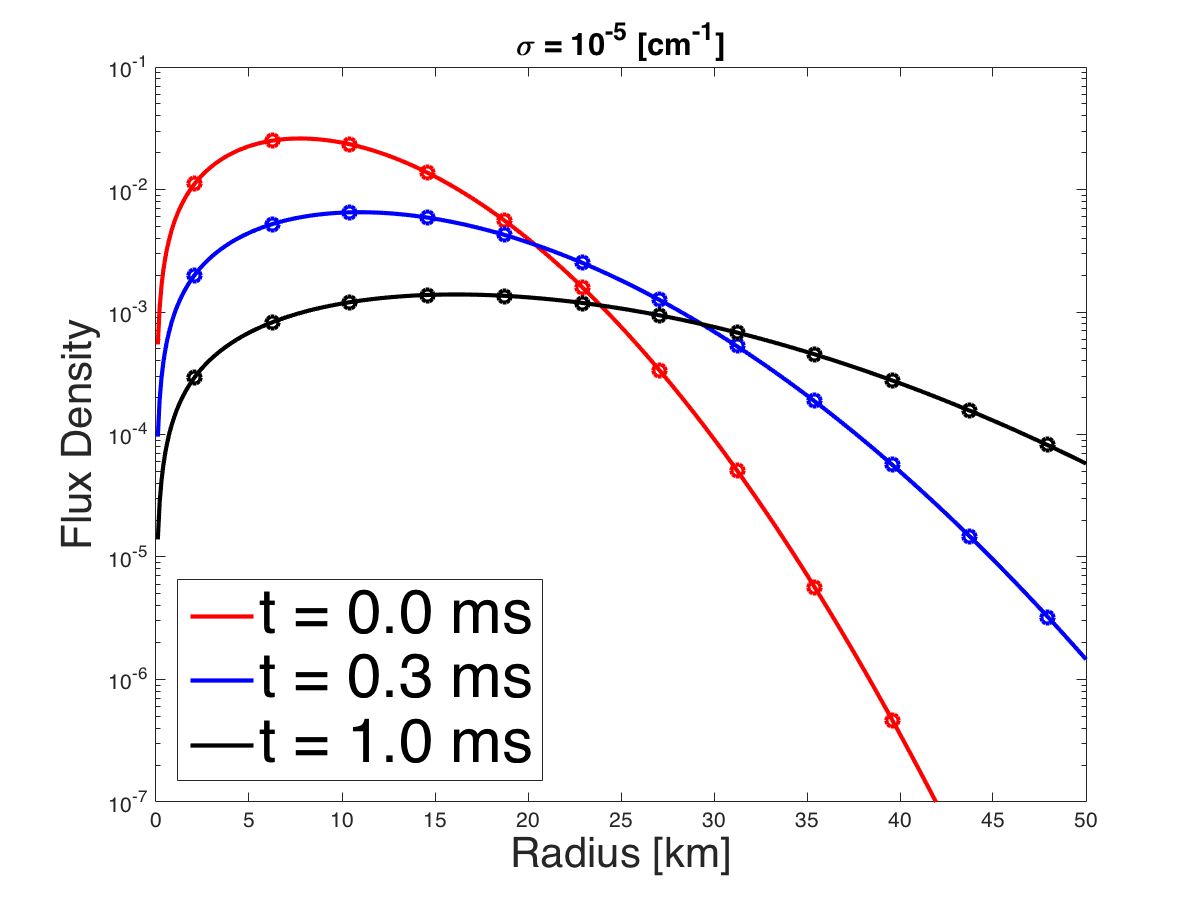 σ = 10⁻⁵ [cm⁻¹]
Flux Density
10⁻¹
10⁻²
10⁻³
10⁻⁴
10⁻⁵
10⁻⁶
10⁻⁷
t = 0.0 ms
t = 0.3 ms
t = 1.0 ms
0 5 10 15 20 25 30 35 40 45 50
Radius [km]